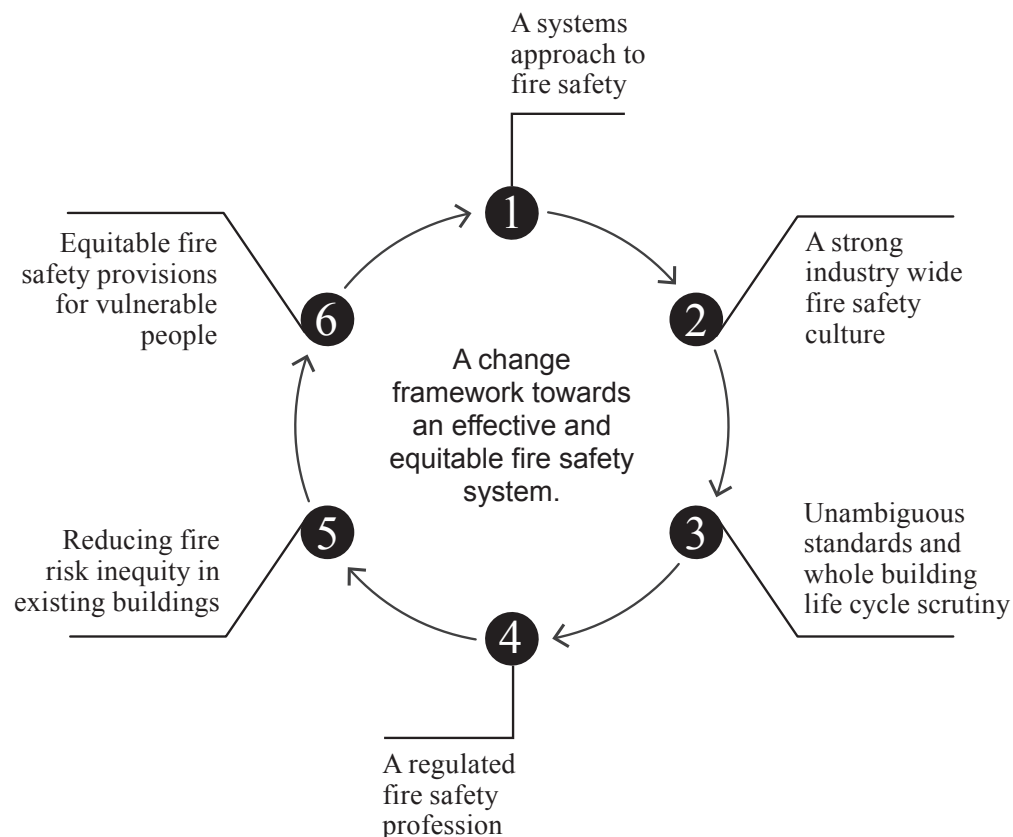 A systems
approach to
fire safety
1
A strong
industry wide
fire safety
culture
2
Unambiguous
standards and
whole building
life cycle scrutiny
3
A regulated
fire safety
profession
4
Reducing fire
risk inequity in
existing buildings
5
Equitable fire
safety provisions
for vulnerable
people
6
A change
framework towards
an effective and
equitable fire safety
system.